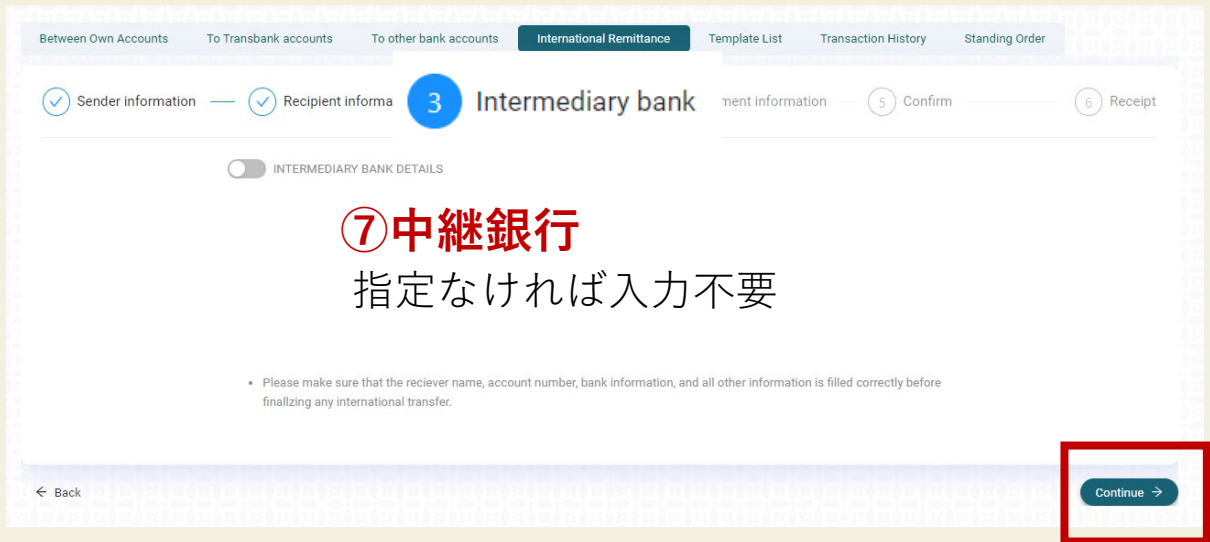 Between Own Accounts To Transbank accounts To other bank accounts International Remittance Template List Transaction History Standing Order
Sender information Recipient informa 3 Intermediary bank ment information 5 Confirm 6 Receipt
INTERMEDIARY BANK DETAILS
⑦中継銀行
指定なければ入力不要
• Please make sure that the reciever name, account number, bank information, and all other information is filled correctly before
finallzing any international transfer.
← Back Continue →